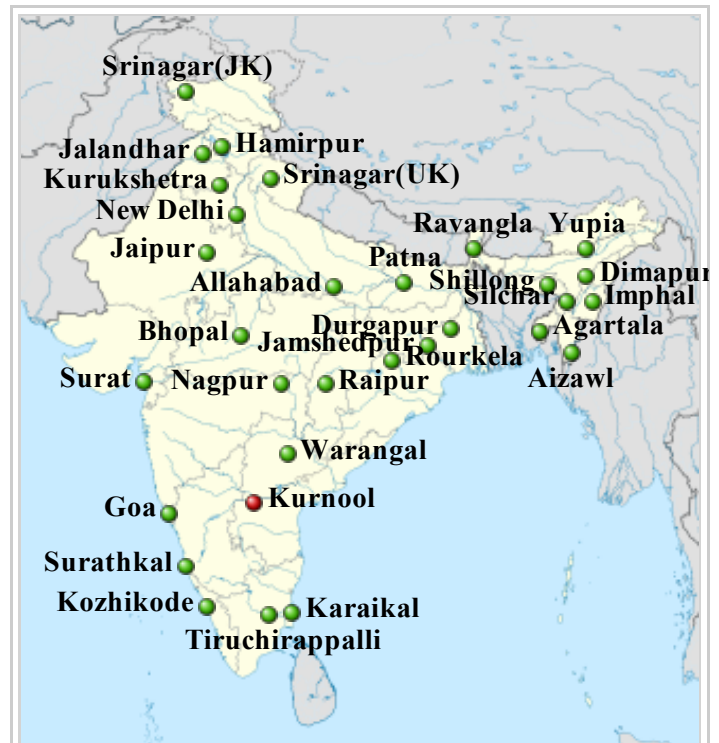 Srinagar(JK)
Hamirpur
Jalandhar
Kurukshetra
Srinagar(UK)
New Delhi
Ravangla
Yupia
Jaipur
Patna
Allahabad
Shillong
Dimapur
Silchar
Imphal
Bhopal
Durgapur
Jamshedpur
Agartala
Rourkela
Surat
Nagpur
Raipur
Aizawl
Warangal
Goa
Kurnool
Surathkal
Kozhikode
Karaikal
Tiruchirappalli